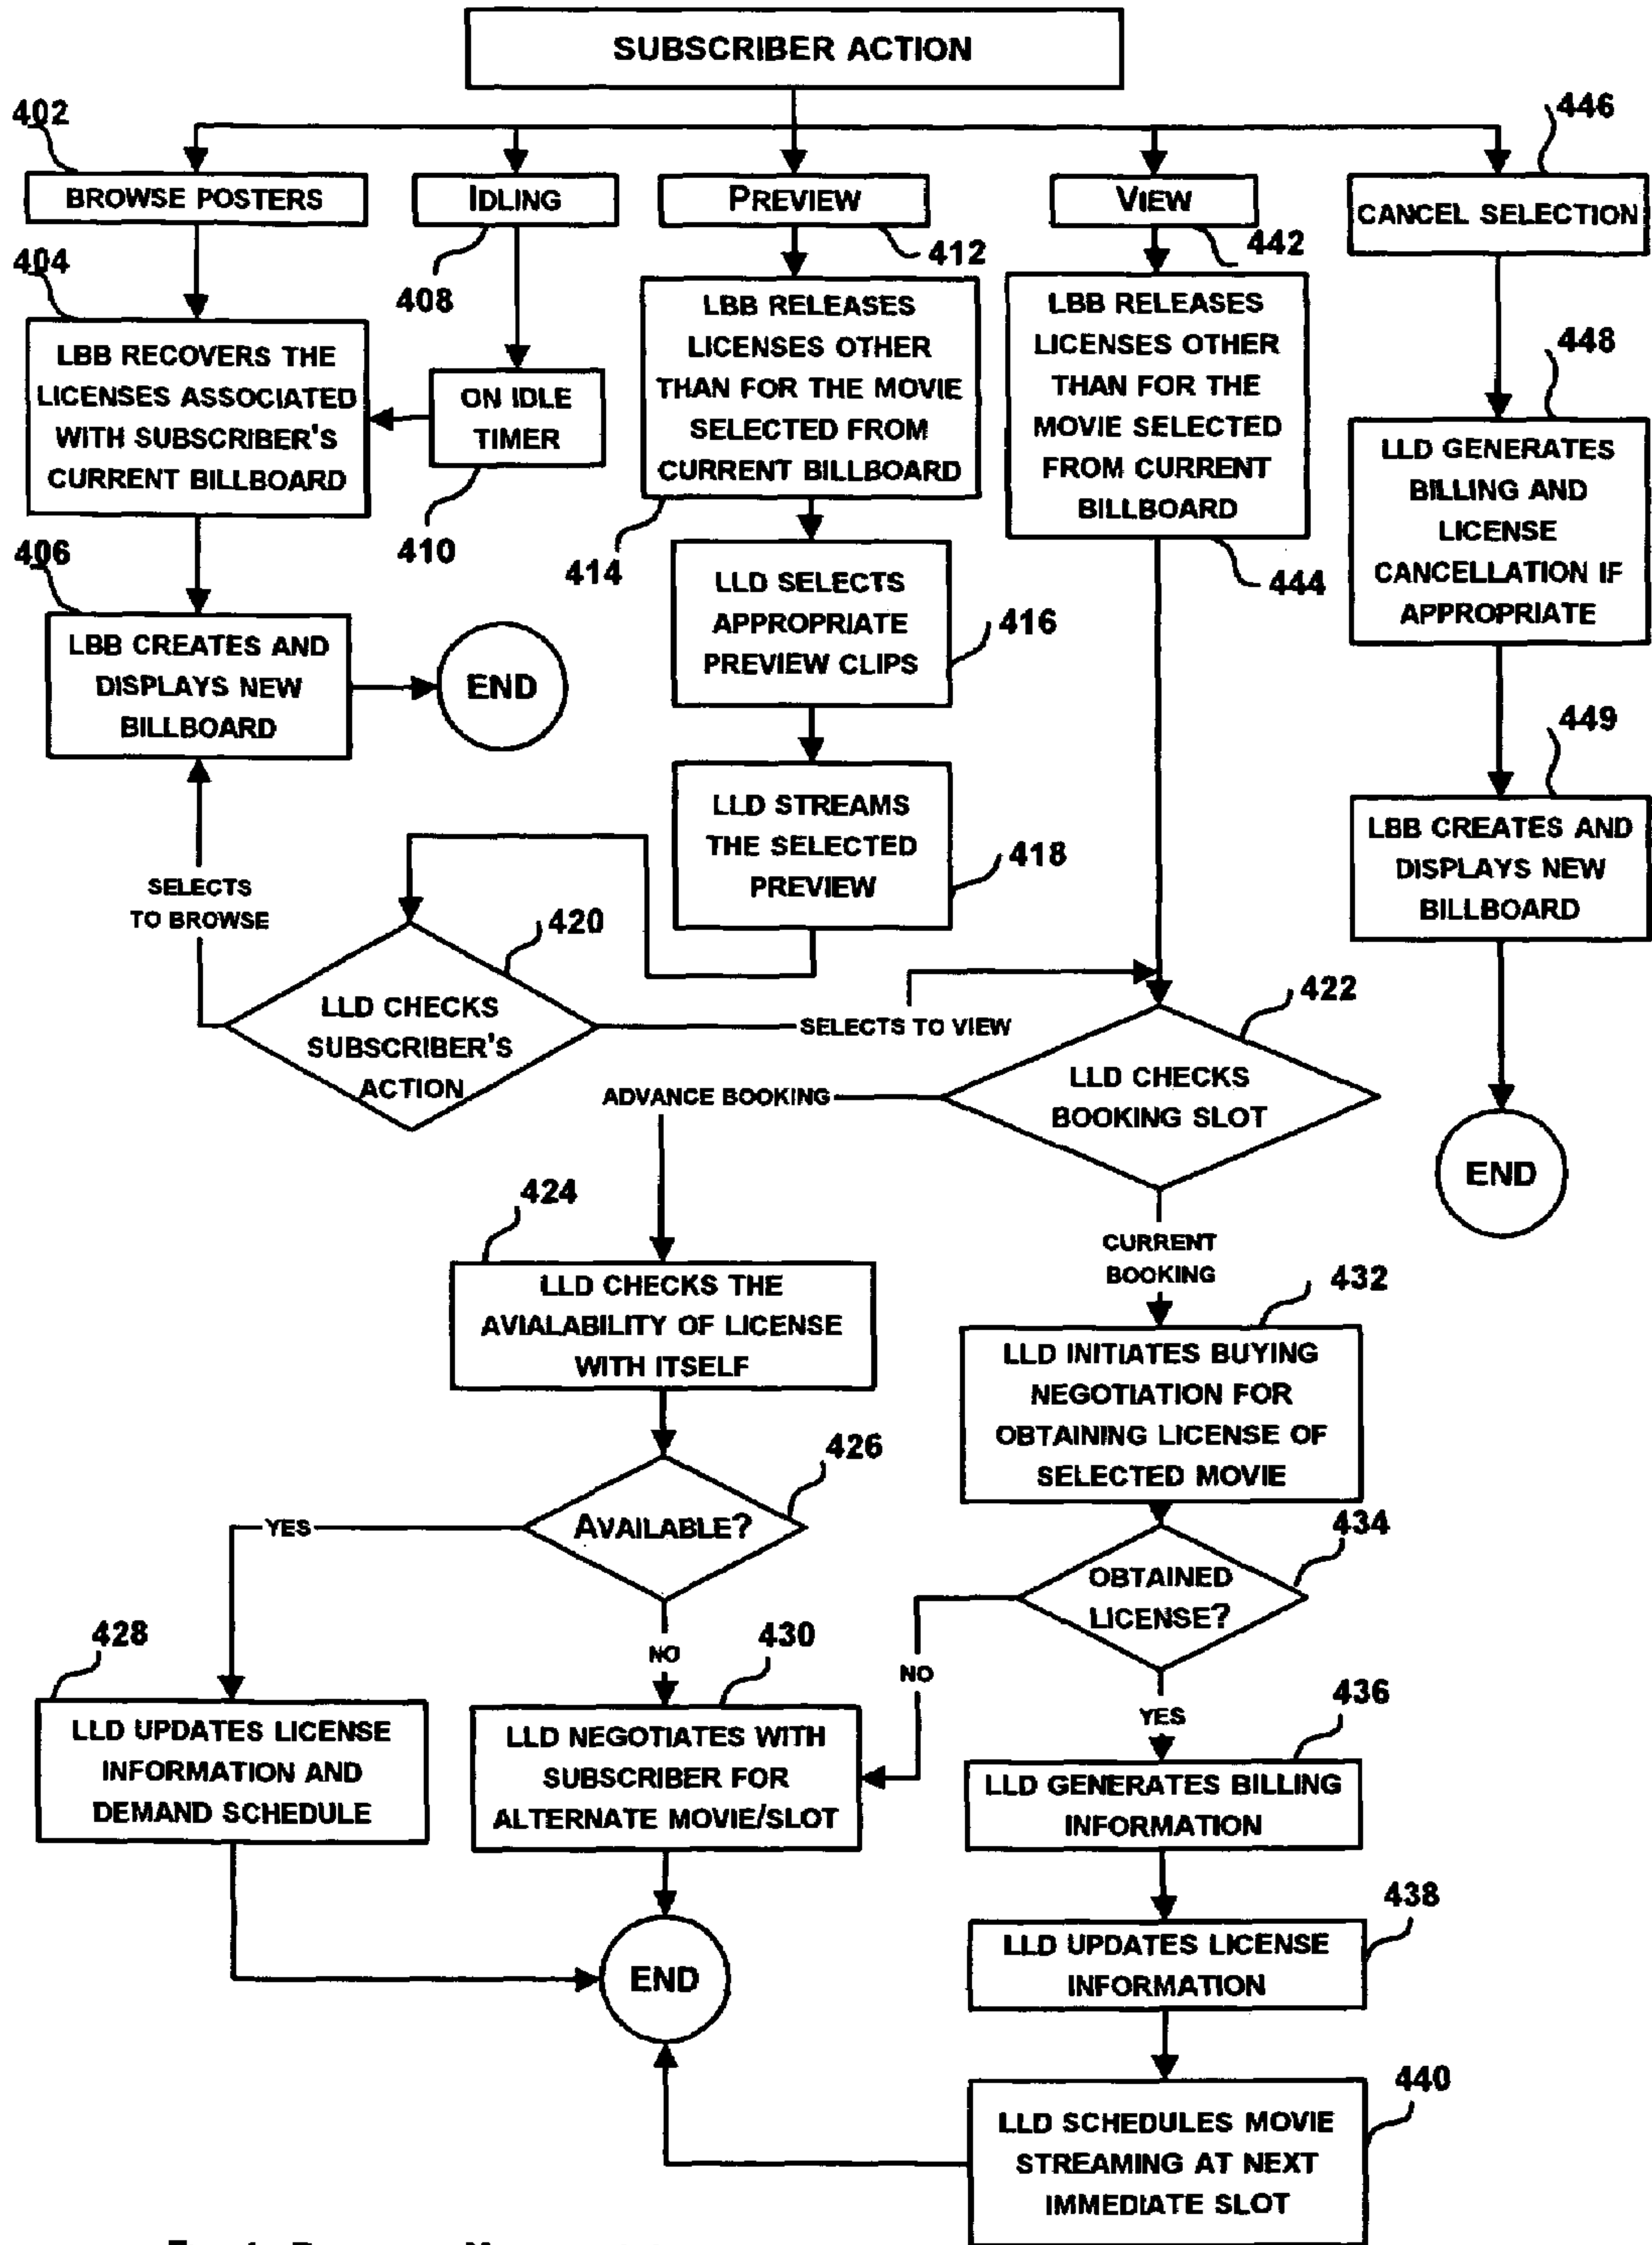 SUBSCRIBER ACTION
402
446
BROWSE POSTERS
IDLING
PREVIEW
VIEW
CANCEL SELECTION
404
408
412
442
LBB RECOVERS THE
LICENSES ASSOCIATED
WITH SUBSCRIBER'S
CURRENT BILLBOARD
ON IDLE
TIMER
410
LBB RELEASES
LICENSES OTHER
THAN FOR THE MOVIE
SELECTED FROM
CURRENT BILLBOARD
414
LBB RELEASES
LICENSES OTHER
THAN FOR THE
MOVIE SELECTED
FROM CURRENT
BILLBOARD
444
448
LLD GENERATES
BILLING AND
LICENSE
CANCELLATION IF
APPROPRIATE
406
LBB CREATES AND
DISPLAYS NEW
BILLBOARD
END
LLD SELECTS
APPROPRIATE
PREVIEW CLIPS
416
449
LBB CREATES AND
DISPLAYS NEW
BILLBOARD
LLD STREAMS
THE SELECTED
PREVIEW
418
SELECTS
TO BROWSE
420
LLD CHECKS
SUBSCRIBER'S
ACTION
SELECTS TO VIEW
422
LLD CHECKS
BOOKING SLOT
ADVANCE BOOKING
END
424
LLD CHECKS THE
AVIALABILITY OF LICENSE
WITH ITSELF
CURRENT
BOOKING
432
LLD INITIATES BUYING
NEGOTIATION FOR
OBTAINING LICENSE OF
SELECTED MOVIE
426
AVAILABLE?
YES
434
OBTAINED
LICENSE?
428
NO
430
NO
YES
436
LLD UPDATES LICENSE
INFORMATION AND
DEMAND SCHEDULE
LLD NEGOTIATES WITH
SUBSCRIBER FOR
ALTERNATE MOVIE/SLOT
LLD GENERATES BILLING
INFORMATION
438
LLD UPDATES LICENSE
INFORMATION
END
440
LLD SCHEDULES MOVIE
STREAMING AT NEXT
IMMEDIATE SLOT